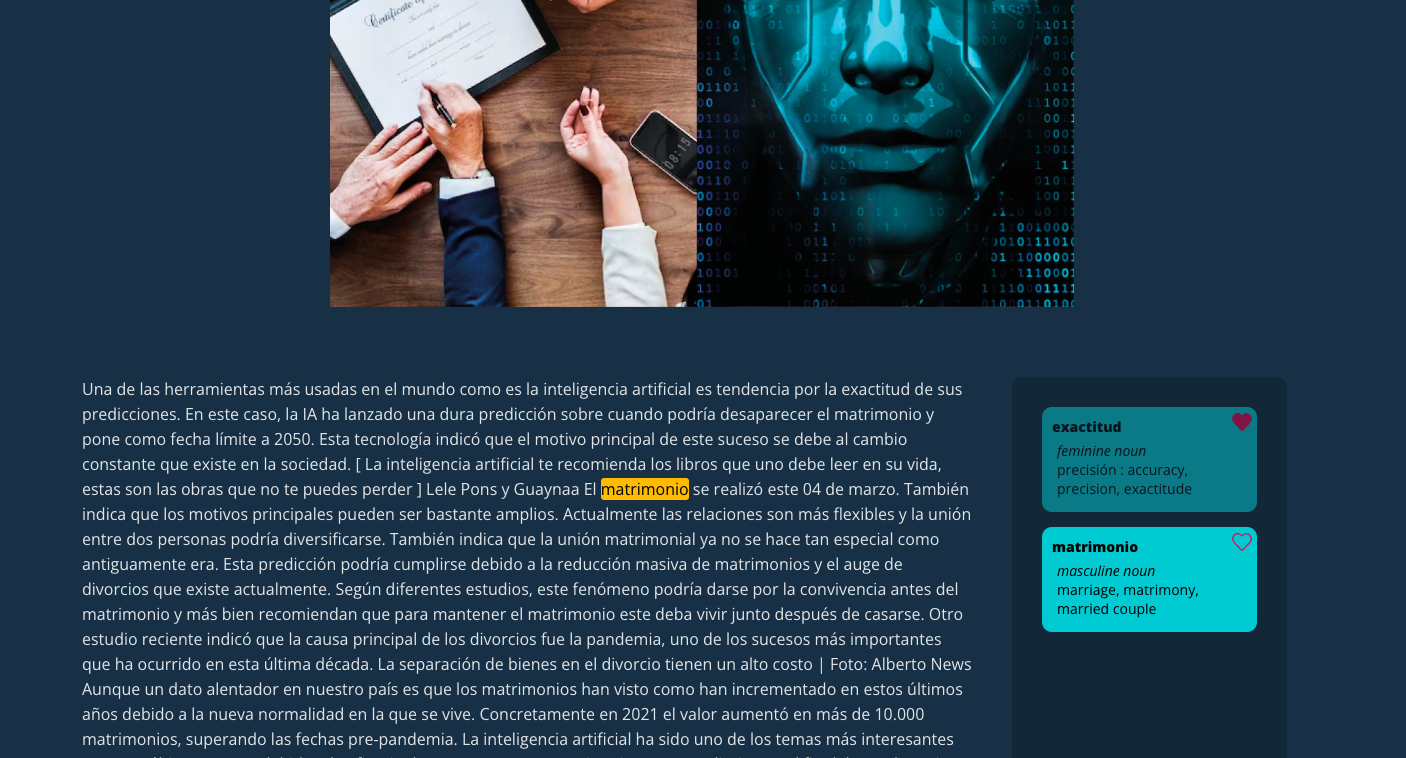 Certificate
08:15
Una de las herramientas más usadas en el mundo como es la inteligencia artificial es tendencia por la exactitud de sus
predicciones. En este caso, la IA ha lanzado una dura predicción sobre cuando podría desaparecer el matrimonio y
pone como fecha límite a 2050. Esta tecnología indicó que el motivo principal de este suceso se debe al cambio
constante que existe en la sociedad. [ La inteligencia artificial te recomienda los libros que uno debe leer en su vida,
estas son las obras que no te puedes perder ] Lele Pons y Guaynaa El matrimonio se realizó este 04 de marzo. También
indica que los motivos principales pueden ser bastante amplios. Actualmente las relaciones son más flexibles y la unión
entre dos personas podría diversificarse. También indica que la unión matrimonial ya no se hace tan especial como
antiguamente era. Esta predicción podría cumplirse debido a la reducción masiva de matrimonios y el auge de
divorcios que existe actualmente. Según diferentes estudios, este fenómeno podría darse por la convivencia antes del
matrimonio y más bien recomiendan que para mantener el matrimonio este deba vivir junto después de casarse. Otro
estudio reciente indicó que la causa principal de los divorcios fue la pandemia, uno de los sucesos más importantes
que ha ocurrido en esta última década. La separación de bienes en el divorcio tienen un alto costo | Foto: Alberto News
Aunque un dato alentador en nuestro país es que los matrimonios han visto como han incrementado en estos últimos
años debido a la nueva normalidad en la que se vive. Concretamente en 2021 el valor aumentó en más de 10.000
matrimonios, superando las fechas pre-pandemia. La inteligencia artificial ha sido uno de los temas más interesantes
exactitud
feminine noun
precisión : accuracy,
precision, exactitude
matrimonio
masculine noun
marriage, matrimony,
married couple